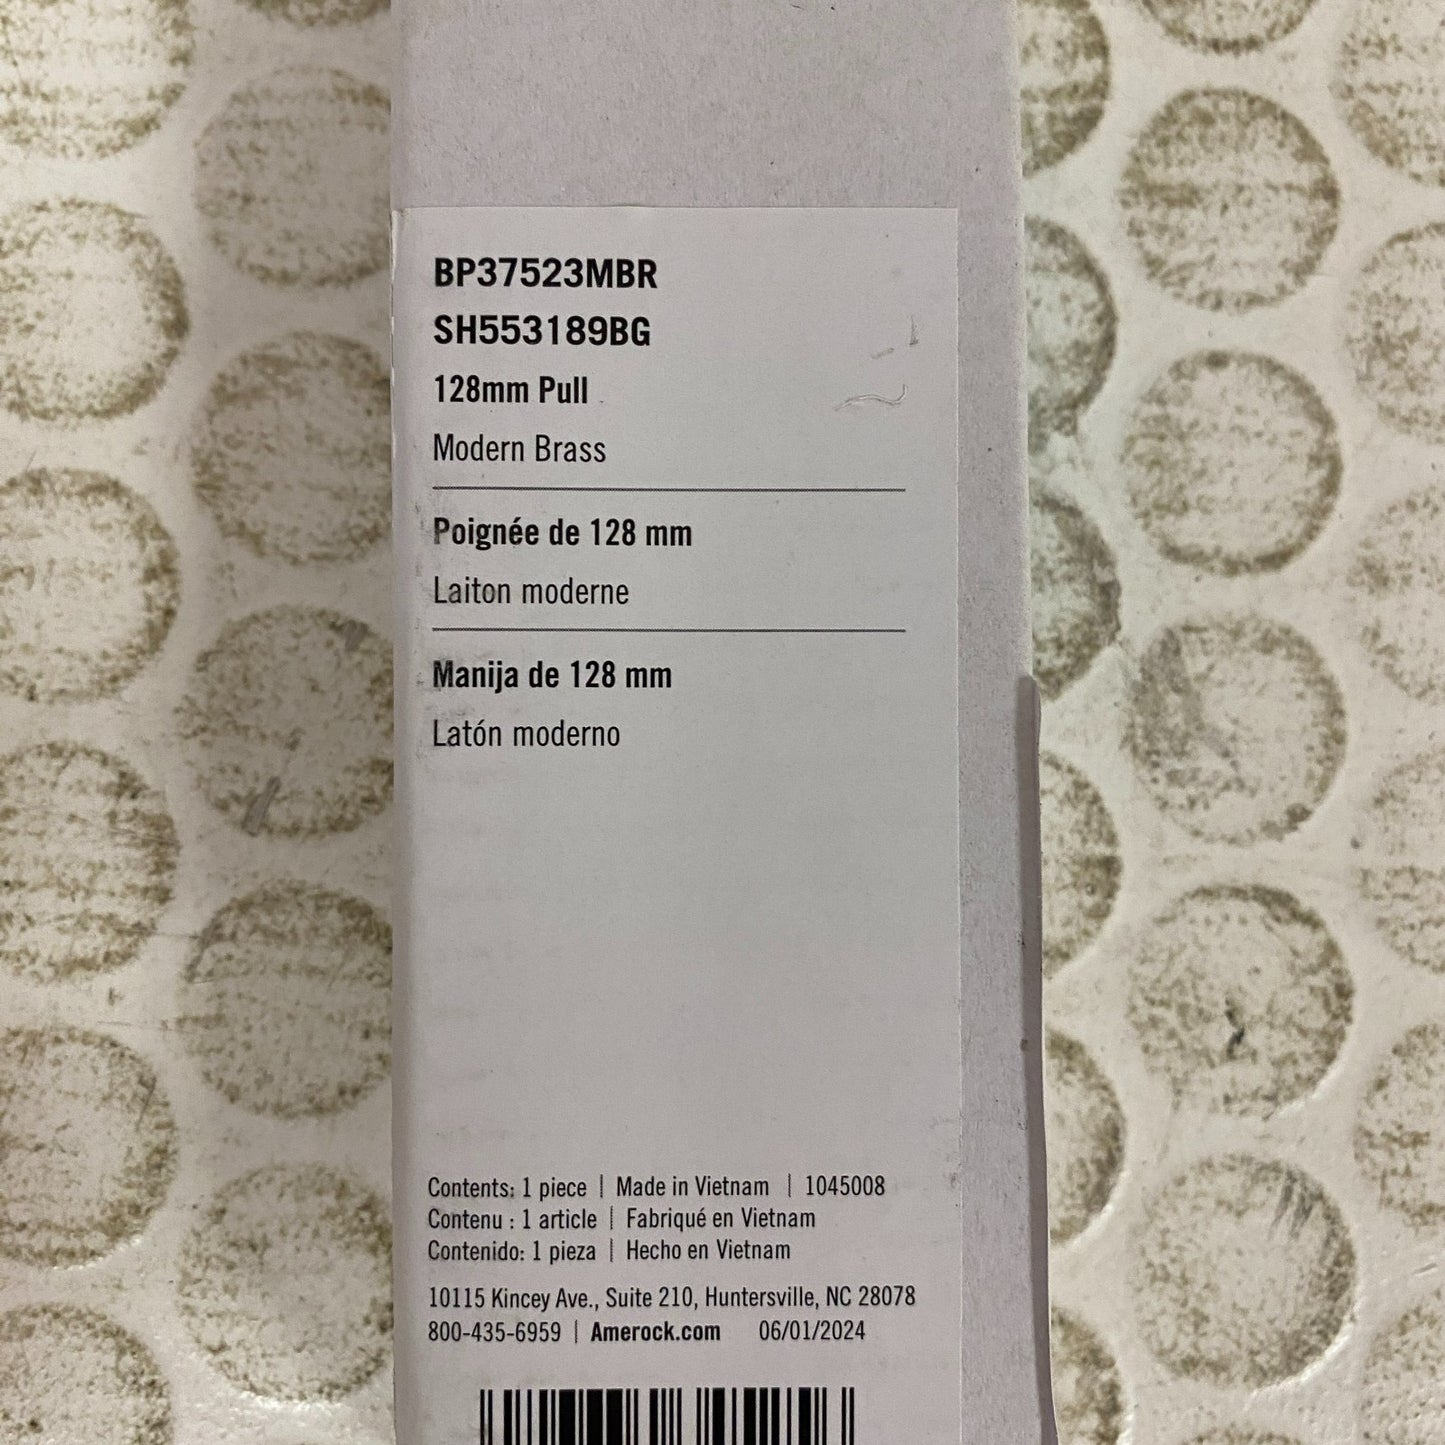 BP37523MBR
SH553189BG
128mm Pull
Modern Brass
Poignée de 128 mm
Laiton moderne
Manija de 128 mm
Latón moderno
Contents: 1 piece | Made in Vietnam | 1045008
Contenu : 1 article | Fabriqué en Vietnam
Contenido: 1 pieza | Hecho en Vietnam
10115 Kincey Ave., Suite 210, Huntersville, NC 28078
800-435-6959 | Amerock.com 06/01/2024